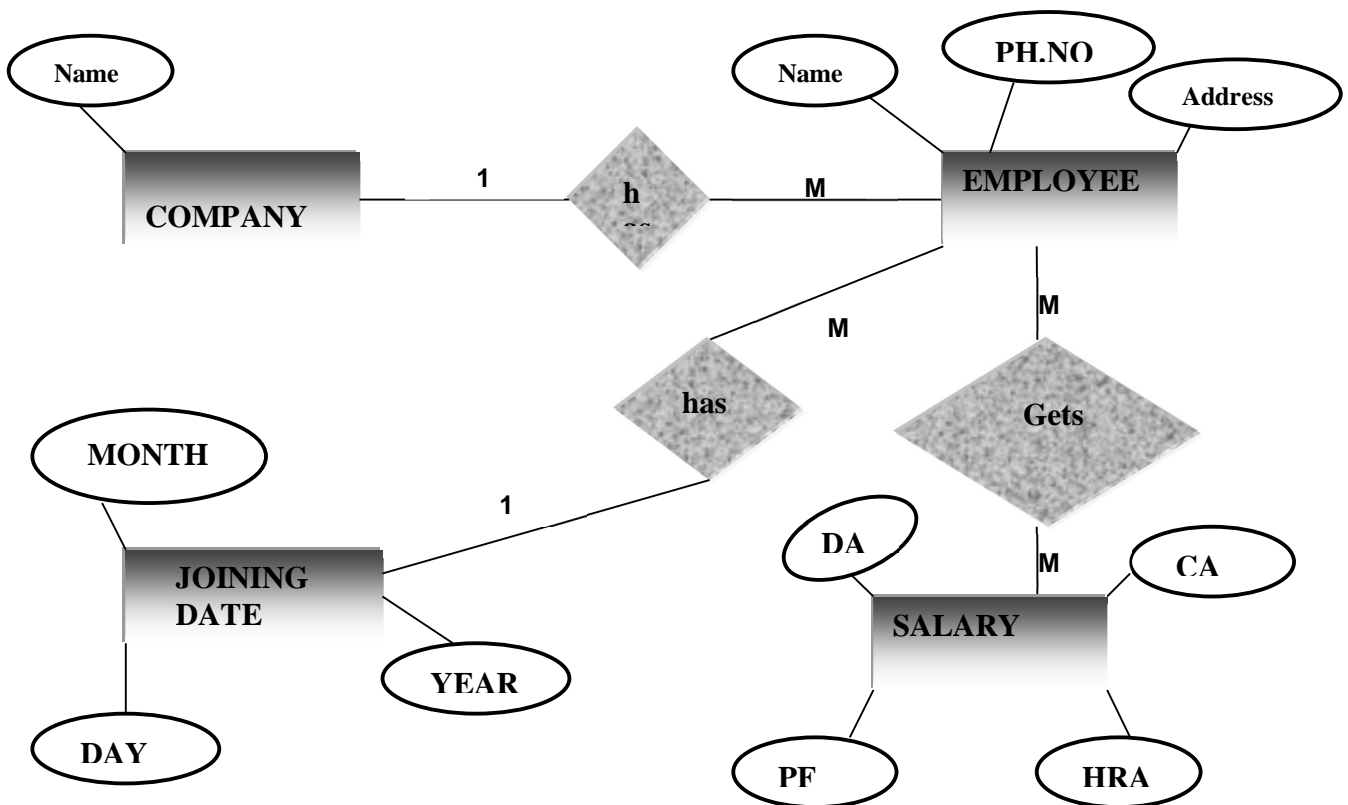 Name
Name
PH.NO
Address
COMPANY
1
h
as
M
EMPLOYEE
M
M
has
Gets
MONTH
1
DA
M
CA
JOINING
DATE
SALARY
YEAR
DAY
PF
HRA